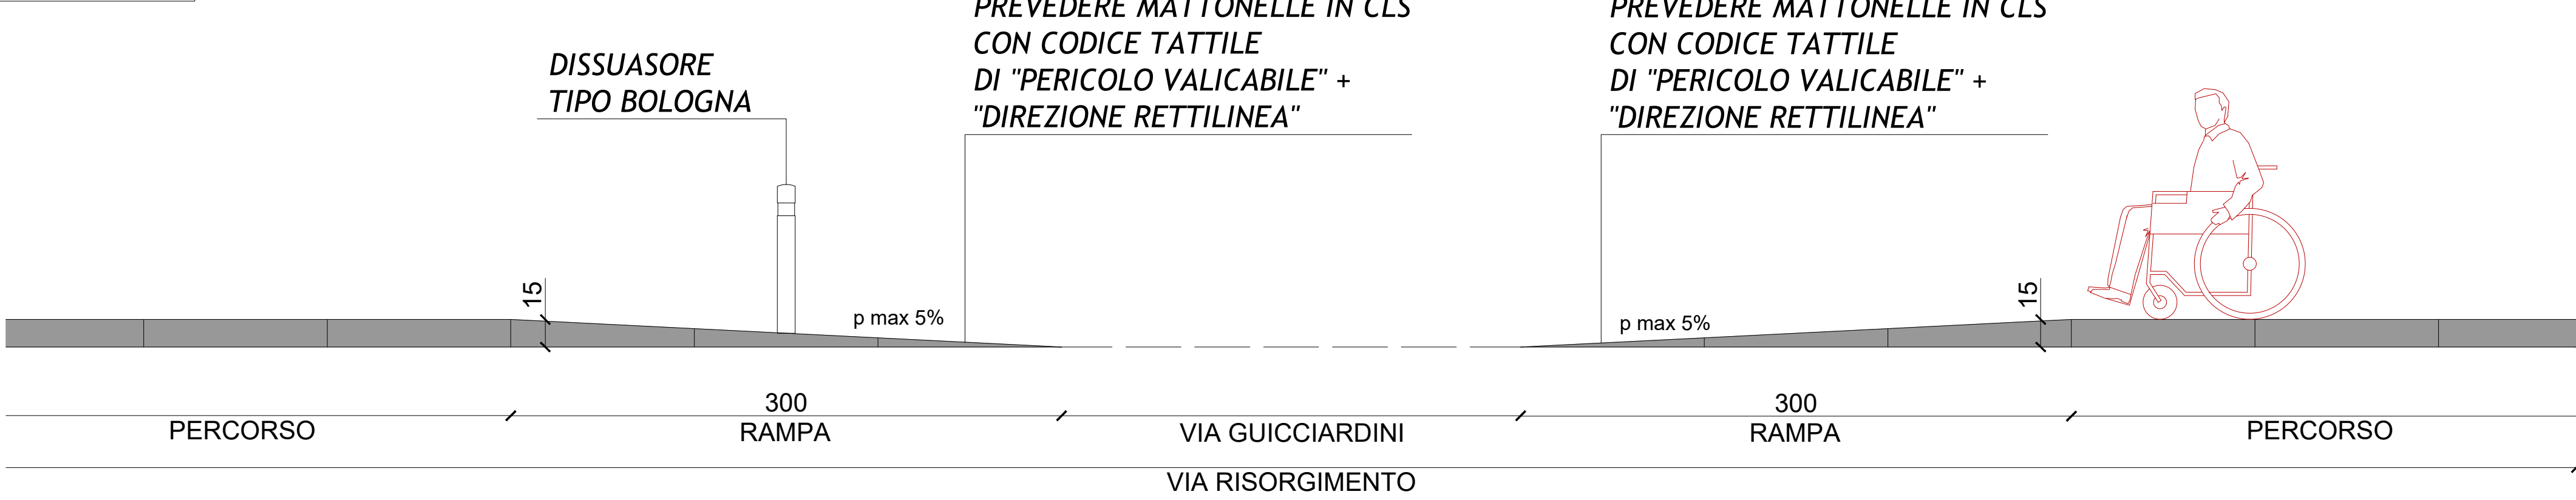 PREVEDERE MATTONELLE IN CLS
CON CODICE TATTILE
DI "PERICOLO VALICABILE" +
"DIREZIONE RETTILINEA"
PREVEDERE MATTONELLE IN CLS
CON CODICE TATTILE
DI "PERICOLO VALICABILE" +
"DIREZIONE RETTILINEA"
DISSUASORE
TIPO BOLOGNA
15
p max 5%
p max 5%
15
300
300
PERCORSO
RAMPA
VIA GUICCIARDINI
RAMPA
PERCORSO
VIA RISORGIMENTO